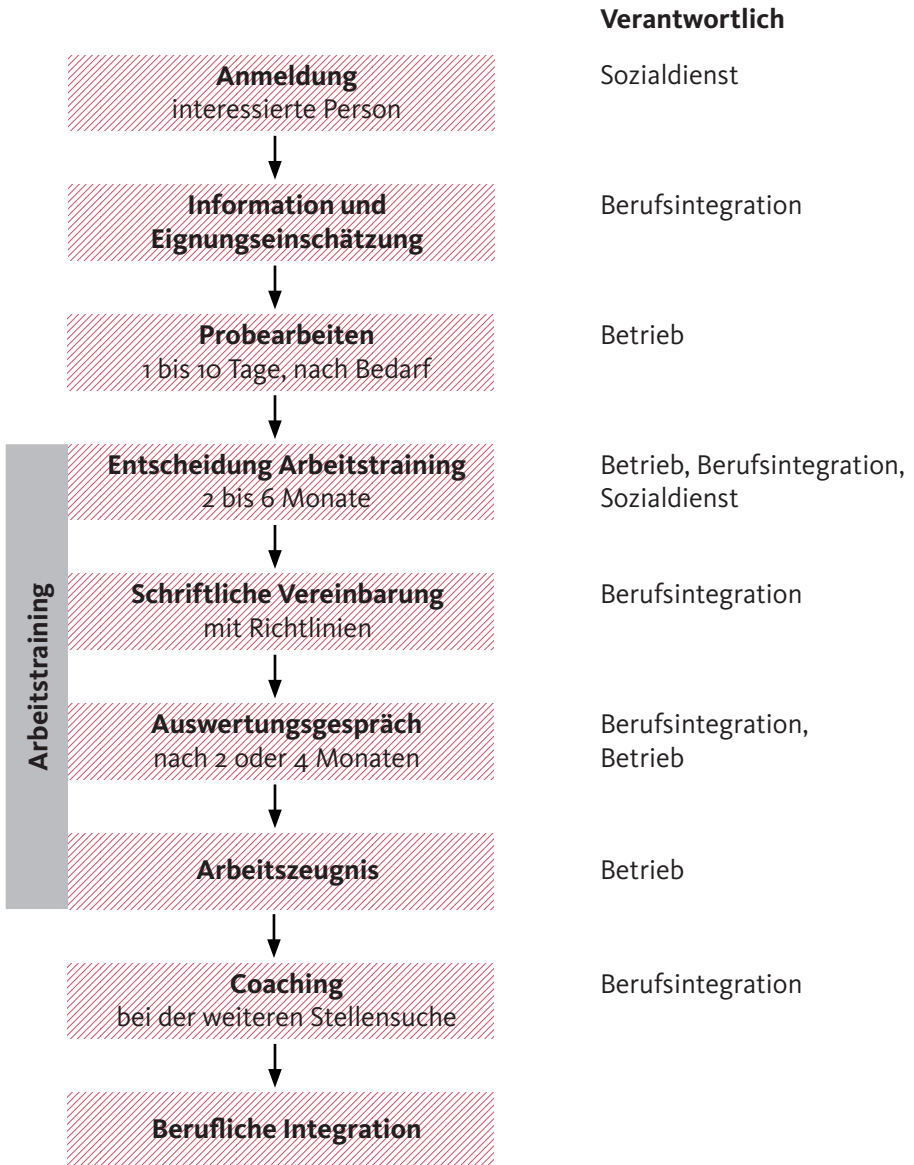 Verantwortlich
Anmeldung
interessierte Person
Sozialdienst
Information und
Eignungseinschätzung
Berufsintegration
Probearbeiten
1 bis 10 Tage, nach Bedarf
Betrieb
Arbeitstraining
Entscheidung Arbeitstraining
2 bis 6 Monate
Betrieb, Berufsintegration,
Sozialdienst
Schriftliche Vereinbarung
mit Richtlinien
Berufsintegration
Auswertungsgespräch
nach 2 oder 4 Monaten
Berufsintegration,
Betrieb
Arbeitszeugnis
Betrieb
Coaching
bei der weiteren Stellensuche
Berufsintegration
Berufliche Integration